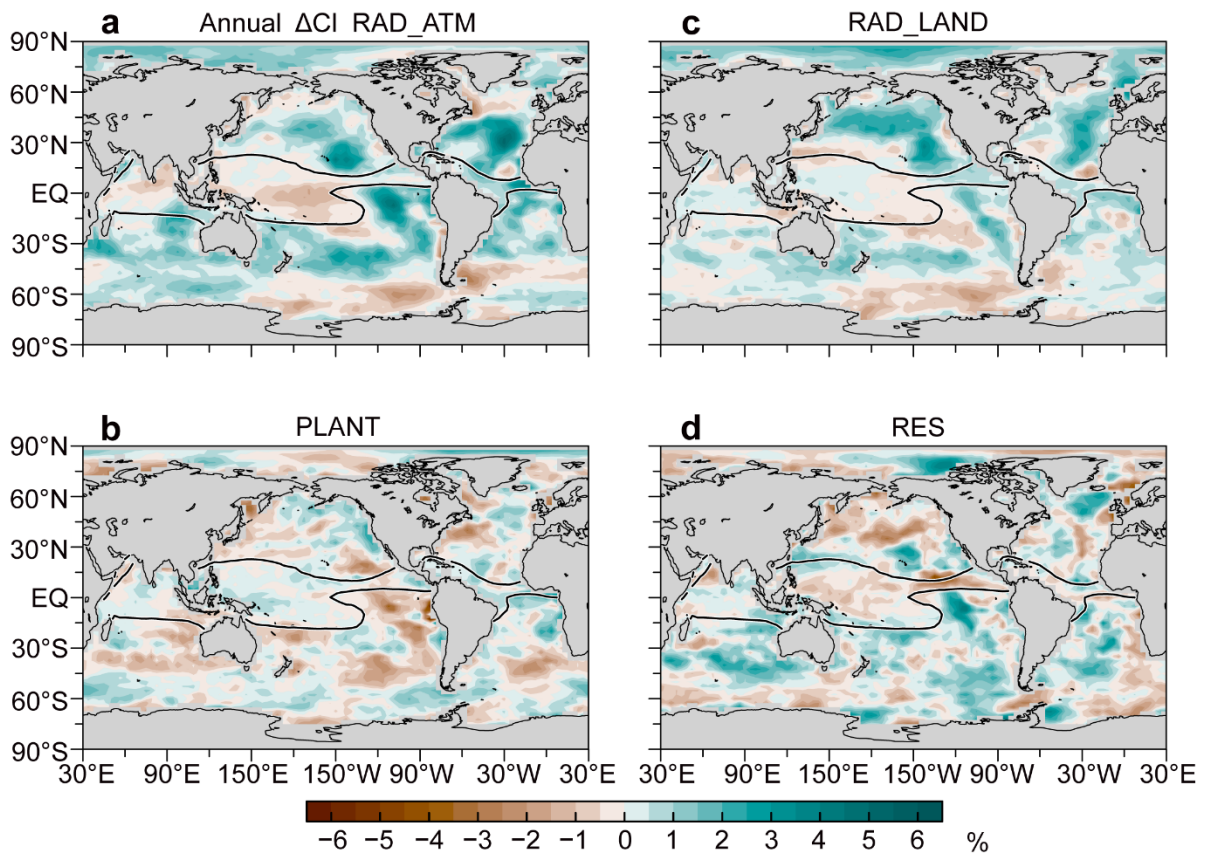 a Annual ΔCI RAD_ATM
c RAD_LAND
90°N
60°N
30°N
EQ
30°S
60°S
90°S
b PLANT
d RES
90°N
60°N
30°N
EQ
30°S
60°S
90°S
30°E 90°E 150°E 150°W 90°W 30°W 30°E
30°E 90°E 150°E 150°W 90°W 30°W 30°E
−6 −5 −4 −3 −2 −1 0 1 2 3 4 5 6 %